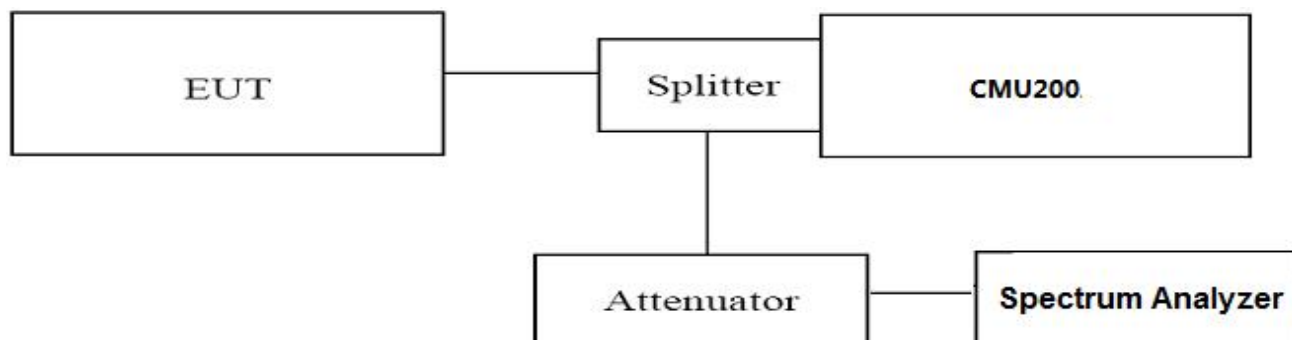 EUT
Splitter
CMU200
Attenuator
Spectrum Analyzer